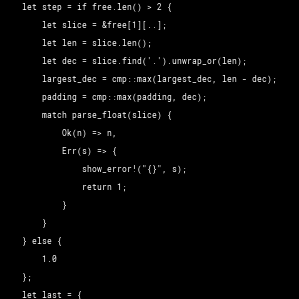 let step = if free.len() > 2 {
let slice = &free[1][..];
let len = slice.len();
let dec = slice.find('.').unwrap_or(len);
largest_dec = cmp::max(largest_dec, len - dec);
padding = cmp::max(padding, dec);
match parse_float(slice) {
Ok(n) => n,
Err(s) => {
show_error!("{}", s);
return 1;
}
}
} else {
1.0
};
let last = {